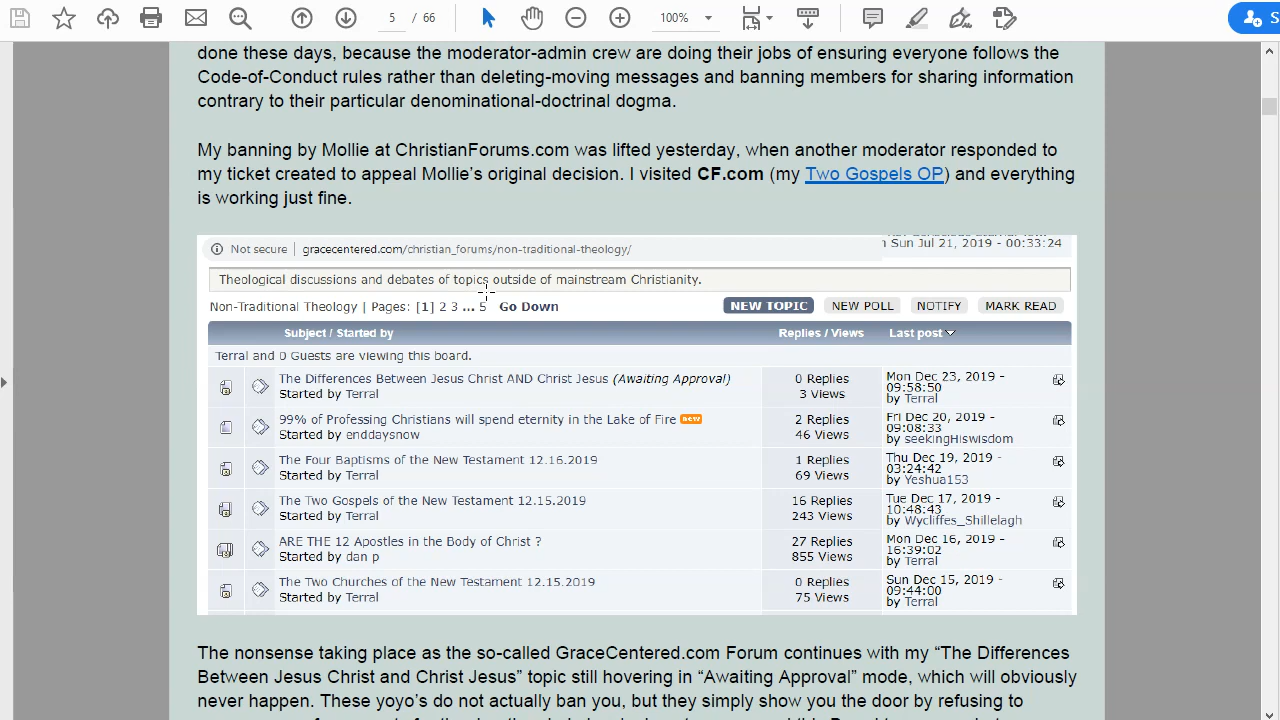 5 / 66
100%
S
done these days, because the moderator-admin crew are doing their jobs of ensuring everyone follows the
Code-of-Conduct rules rather than deleting-moving messages and banning members for sharing information
contrary to their particular denominational-doctrinal dogma.
My banning by Mollie at ChristianForums.com was lifted yesterday, when another moderator responded to
my ticket created to appeal Mollie's original decision. I visited CF.com (my Two Gospels OP) and everything
is working just fine.
Not secure | gracecentered.com/christian_forums/non-traditional-theology/
Sun Jul 21, 2019 - 00:33:24
Theological discussions and debates of topics outside of mainstream Christianity.
Non-Traditional Theology | Pages: [1] 2 3 ... 5 Go Down
NEW TOPIC NEW POLL NOTIFY MARK READ
Subject / Started by Replies / Views Last post
Terral and 0 Guests are viewing this board.
The Differences Between Jesus Christ AND Christ Jesus (Awaiting Approval)
Started by Terral
0 Replies
3 Views
Mon Dec 23, 2019 -
09:58:50
by Terral
99% of Professing Christians will spend eternity in the Lake of Fire new
Started by enddaysnow
2 Replies
46 Views
Fri Dec 20, 2019 -
09:08:33
by seekingHiswisdom
The Four Baptisms of the New Testament 12.16.2019
Started by Terral
1 Replies
69 Views
Thu Dec 19, 2019 -
03:24:42
by Yeshua153
The Two Gospels of the New Testament 12.15.2019
Started by Terral
16 Replies
243 Views
Tue Dec 17, 2019 -
10:48:43
by Wycliffes_Shillelagh
ARE THE 12 Apostles in the Body of Christ ?
Started by dan p
27 Replies
855 Views
Mon Dec 16, 2019 -
16:39:02
by Terral
The Two Churches of the New Testament 12.15.2019
Started by Terral
0 Replies
75 Views
Sun Dec 15, 2019 -
09:44:00
by Terral
The nonsense taking place as the so-called GraceCentered.com Forum continues with my “The Differences
Between Jesus Christ and Christ Jesus” topic still hovering in “Awaiting Approval” mode, which will obviously
never happen. These yoyo's do not actually ban you, but they simply show you the door by refusing to